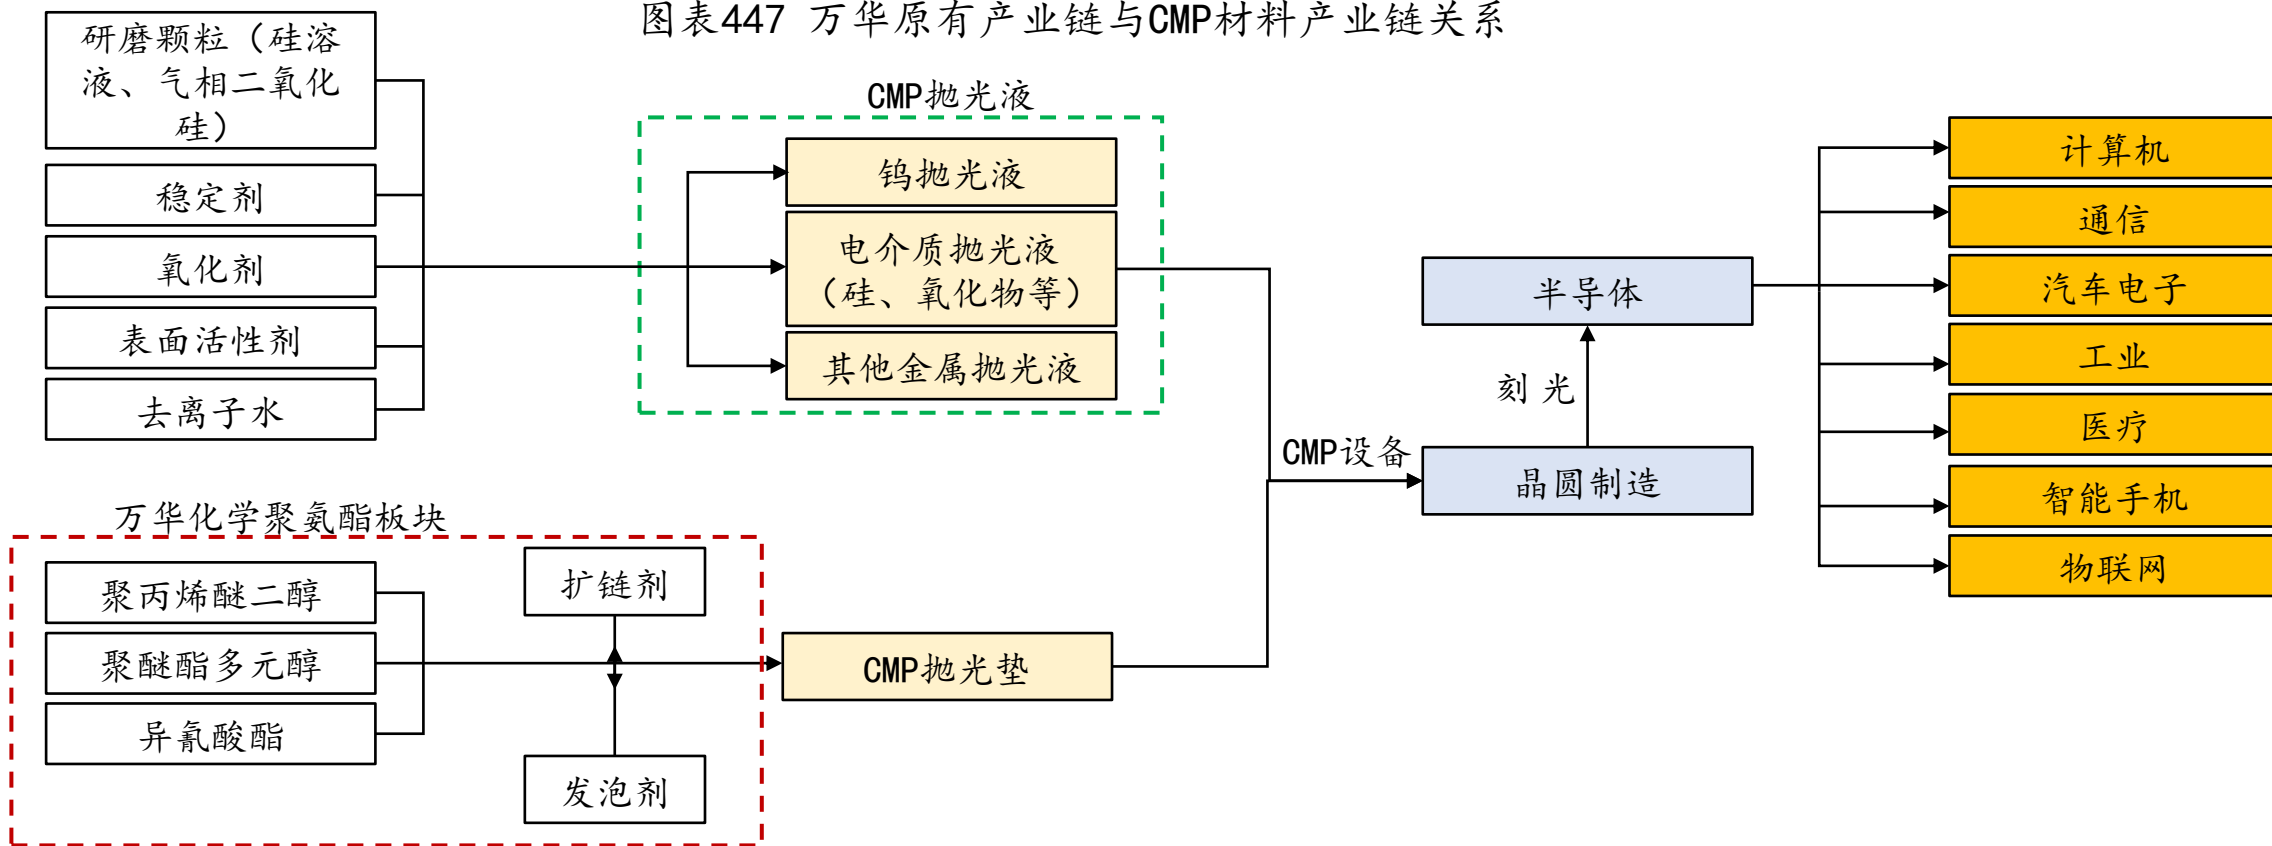 图表447 万华原有产业链与CMP材料产业链关系
研磨颗粒（硅溶
液、气相二氧化
硅）
稳定剂
氧化剂
表面活性剂
去离子水
CMP抛光液
钨抛光液
电介质抛光液
（硅、氧化物等）
其他金属抛光液
万华化学聚氨酯板块
聚丙烯醚二醇
聚醚酯多元醇
异氰酸酯
扩链剂
发泡剂
CMP抛光垫
CMP设备
半导体
刻 光
晶圆制造
计算机
通信
汽车电子
工业
医疗
智能手机
物联网